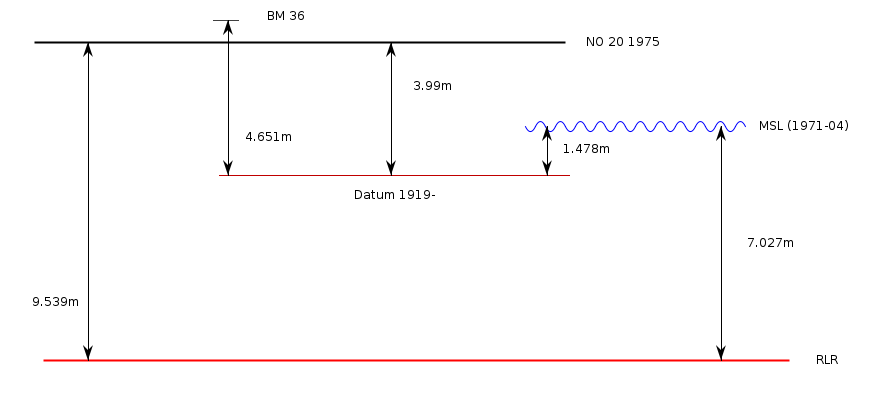 BM 36
NO 20 1975
3.99m
MSL (1971-04)
4.651m
1.478m
Datum 1919-
7.027m
9.539m
RLR